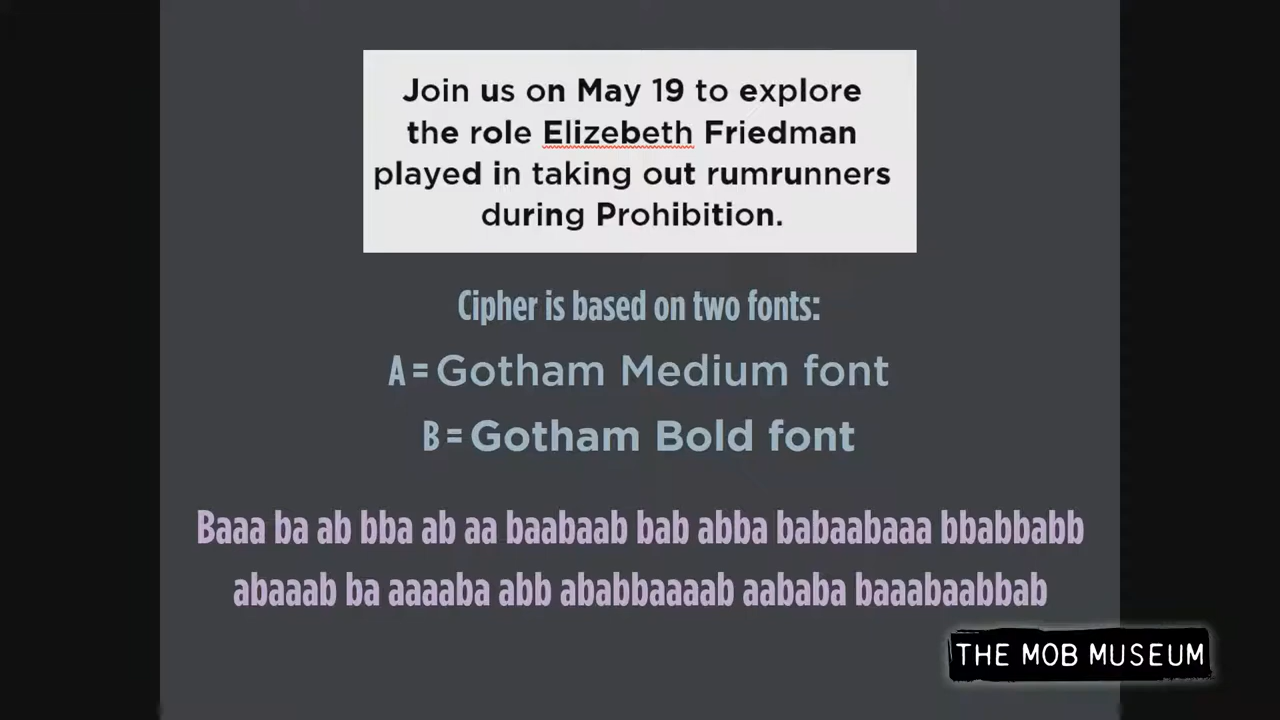 Join us on May 19 to explore
the role Elizebeth Friedman
played in taking out rumrunners
during Prohibition.
Cipher is based on two fonts:
A = Gotham Medium font
B = Gotham Bold font
Baaa ba ab bba ab aa baabaab bab abba babaabaaa bbabbabb
abaaab ba aaaaba abb ababbaaaab aababa baaabaabbab
THE MOB MUSEUM